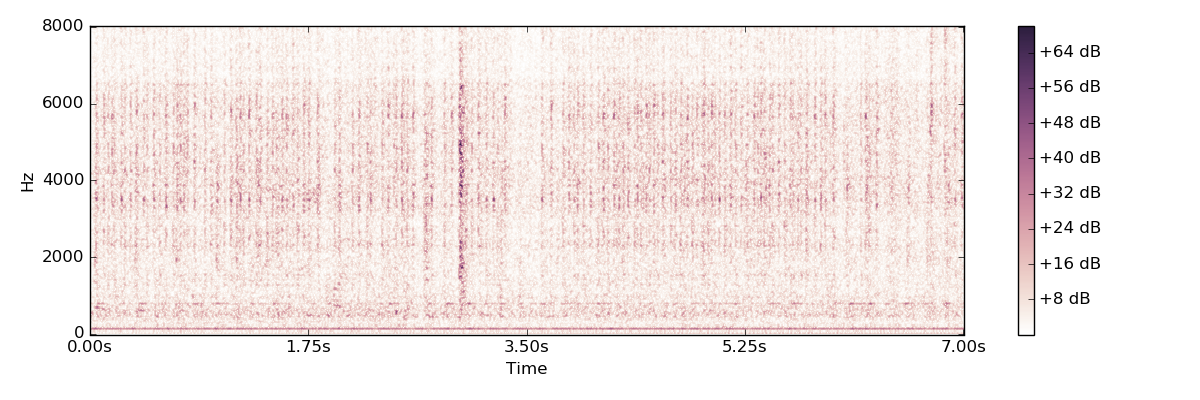 8000
6000
4000
2000
0
Hz
0.00s 1.75s 3.50s 5.25s 7.00s
Time
+64 dB
+56 dB
+48 dB
+40 dB
+32 dB
+24 dB
+16 dB
+8 dB